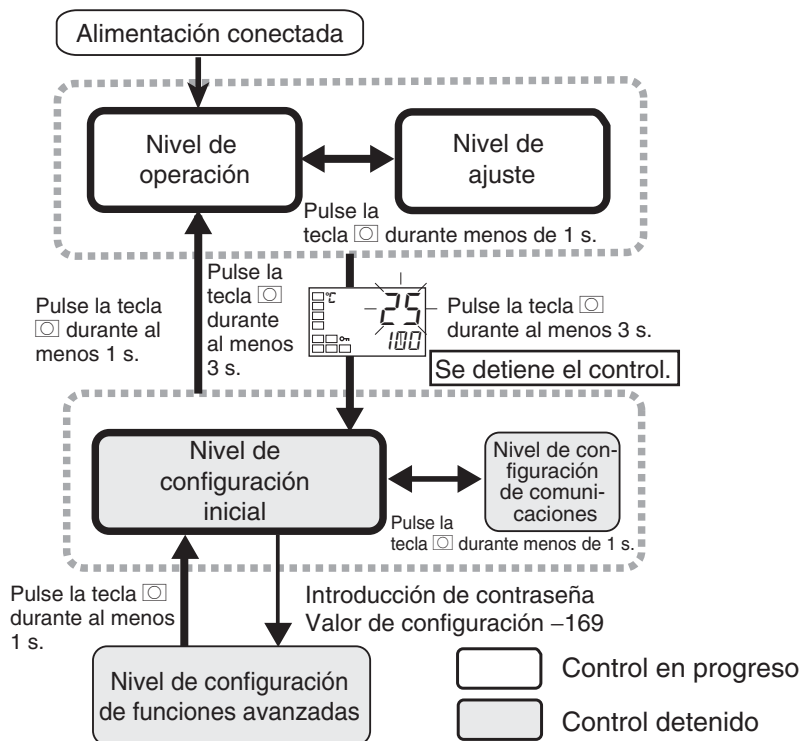 Alimentación conectada
Nivel de
operación
Nivel de
ajuste
Pulse la
tecla durante menos de 1 s.
Pulse la tecla
durante al
menos 1 s.
Pulse la
tecla
durante
al menos
3 s.
°C
25
100
Pulse la tecla
durante al menos 3 s.
Se detiene el control.
Nivel de
configuración
inicial
Nivel de con-
figuración
de comuni-
caciones
Pulse la
tecla durante menos de 1 s.
Pulse la tecla
durante al menos
1 s.
Introducción de contraseña
Valor de configuración –169
Nivel de configuración
de funciones avanzadas
Control en progreso
Control detenido